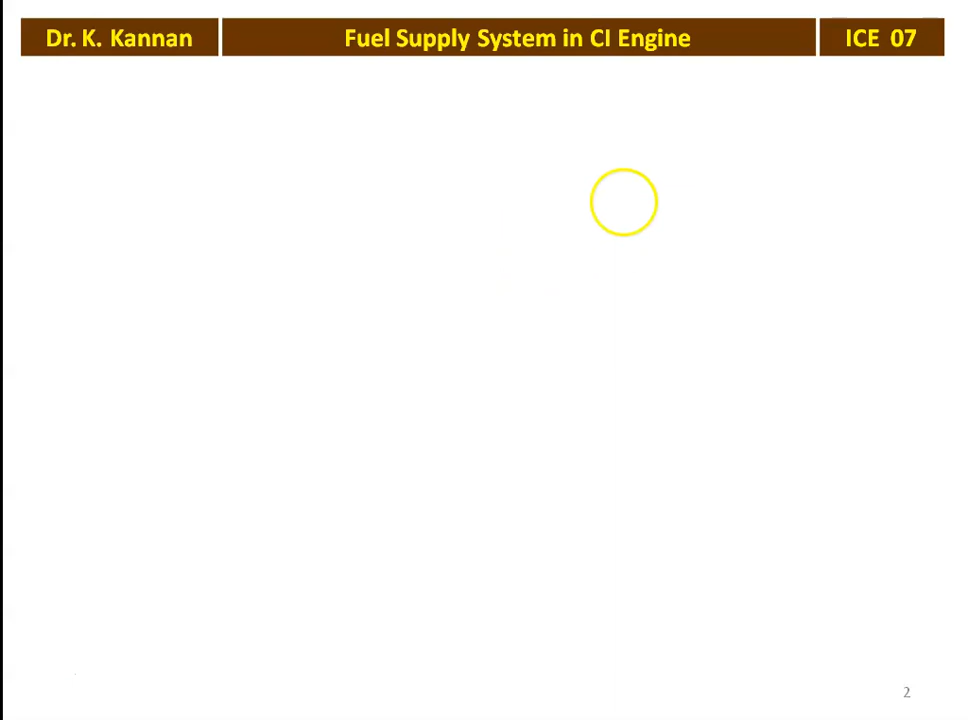 Dr. K. Kannan
Fuel Supply System in CI Engine
ICE 07
2